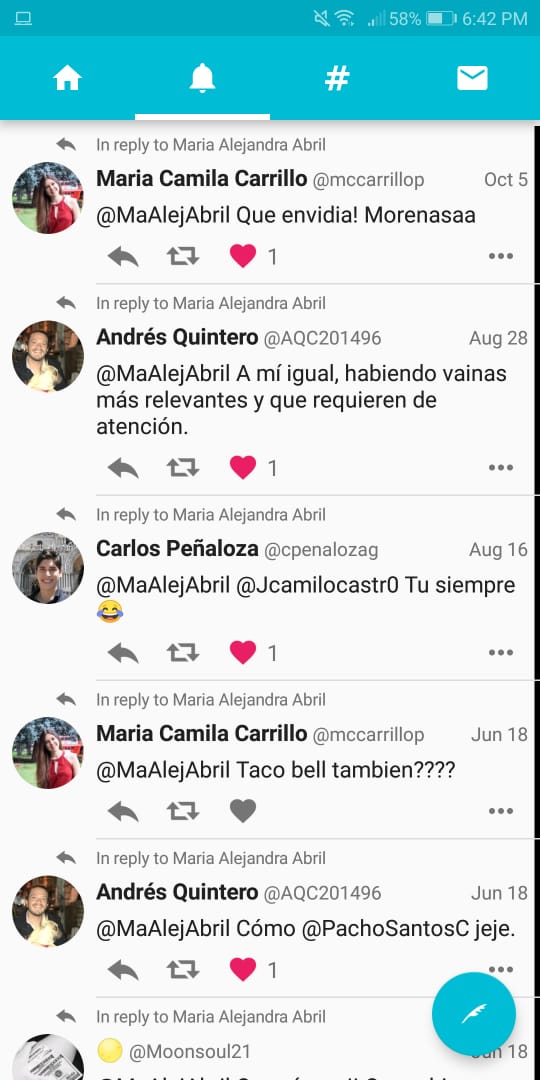 58% 6:42 PM
#
In reply to Maria Alejandra Abril
Maria Camila Carrillo @mccarrillop Oct 5
@MaAlejAbril Que envidia! Morenasaa
1
In reply to Maria Alejandra Abril
Andrés Quintero @AQC201496 Aug 28
@MaAlejAbril A mí igual, habiendo vainas
más relevantes y que requieren de
atención.
1
In reply to Maria Alejandra Abril
Carlos Peñaloza @cpenalozag Aug 16
@MaAlejAbril @Jcamilocastr0 Tu siempre
😂
1
In reply to Maria Alejandra Abril
Maria Camila Carrillo @mccarrillop Jun 18
@MaAlejAbril Taco bell tambien????
In reply to Maria Alejandra Abril
Andrés Quintero @AQC201496 Jun 18
@MaAlejAbril Cómo @PachoSantosC jeje.
1
In reply to Maria Alejandra Abril
@Moonsoul21 Jun 18